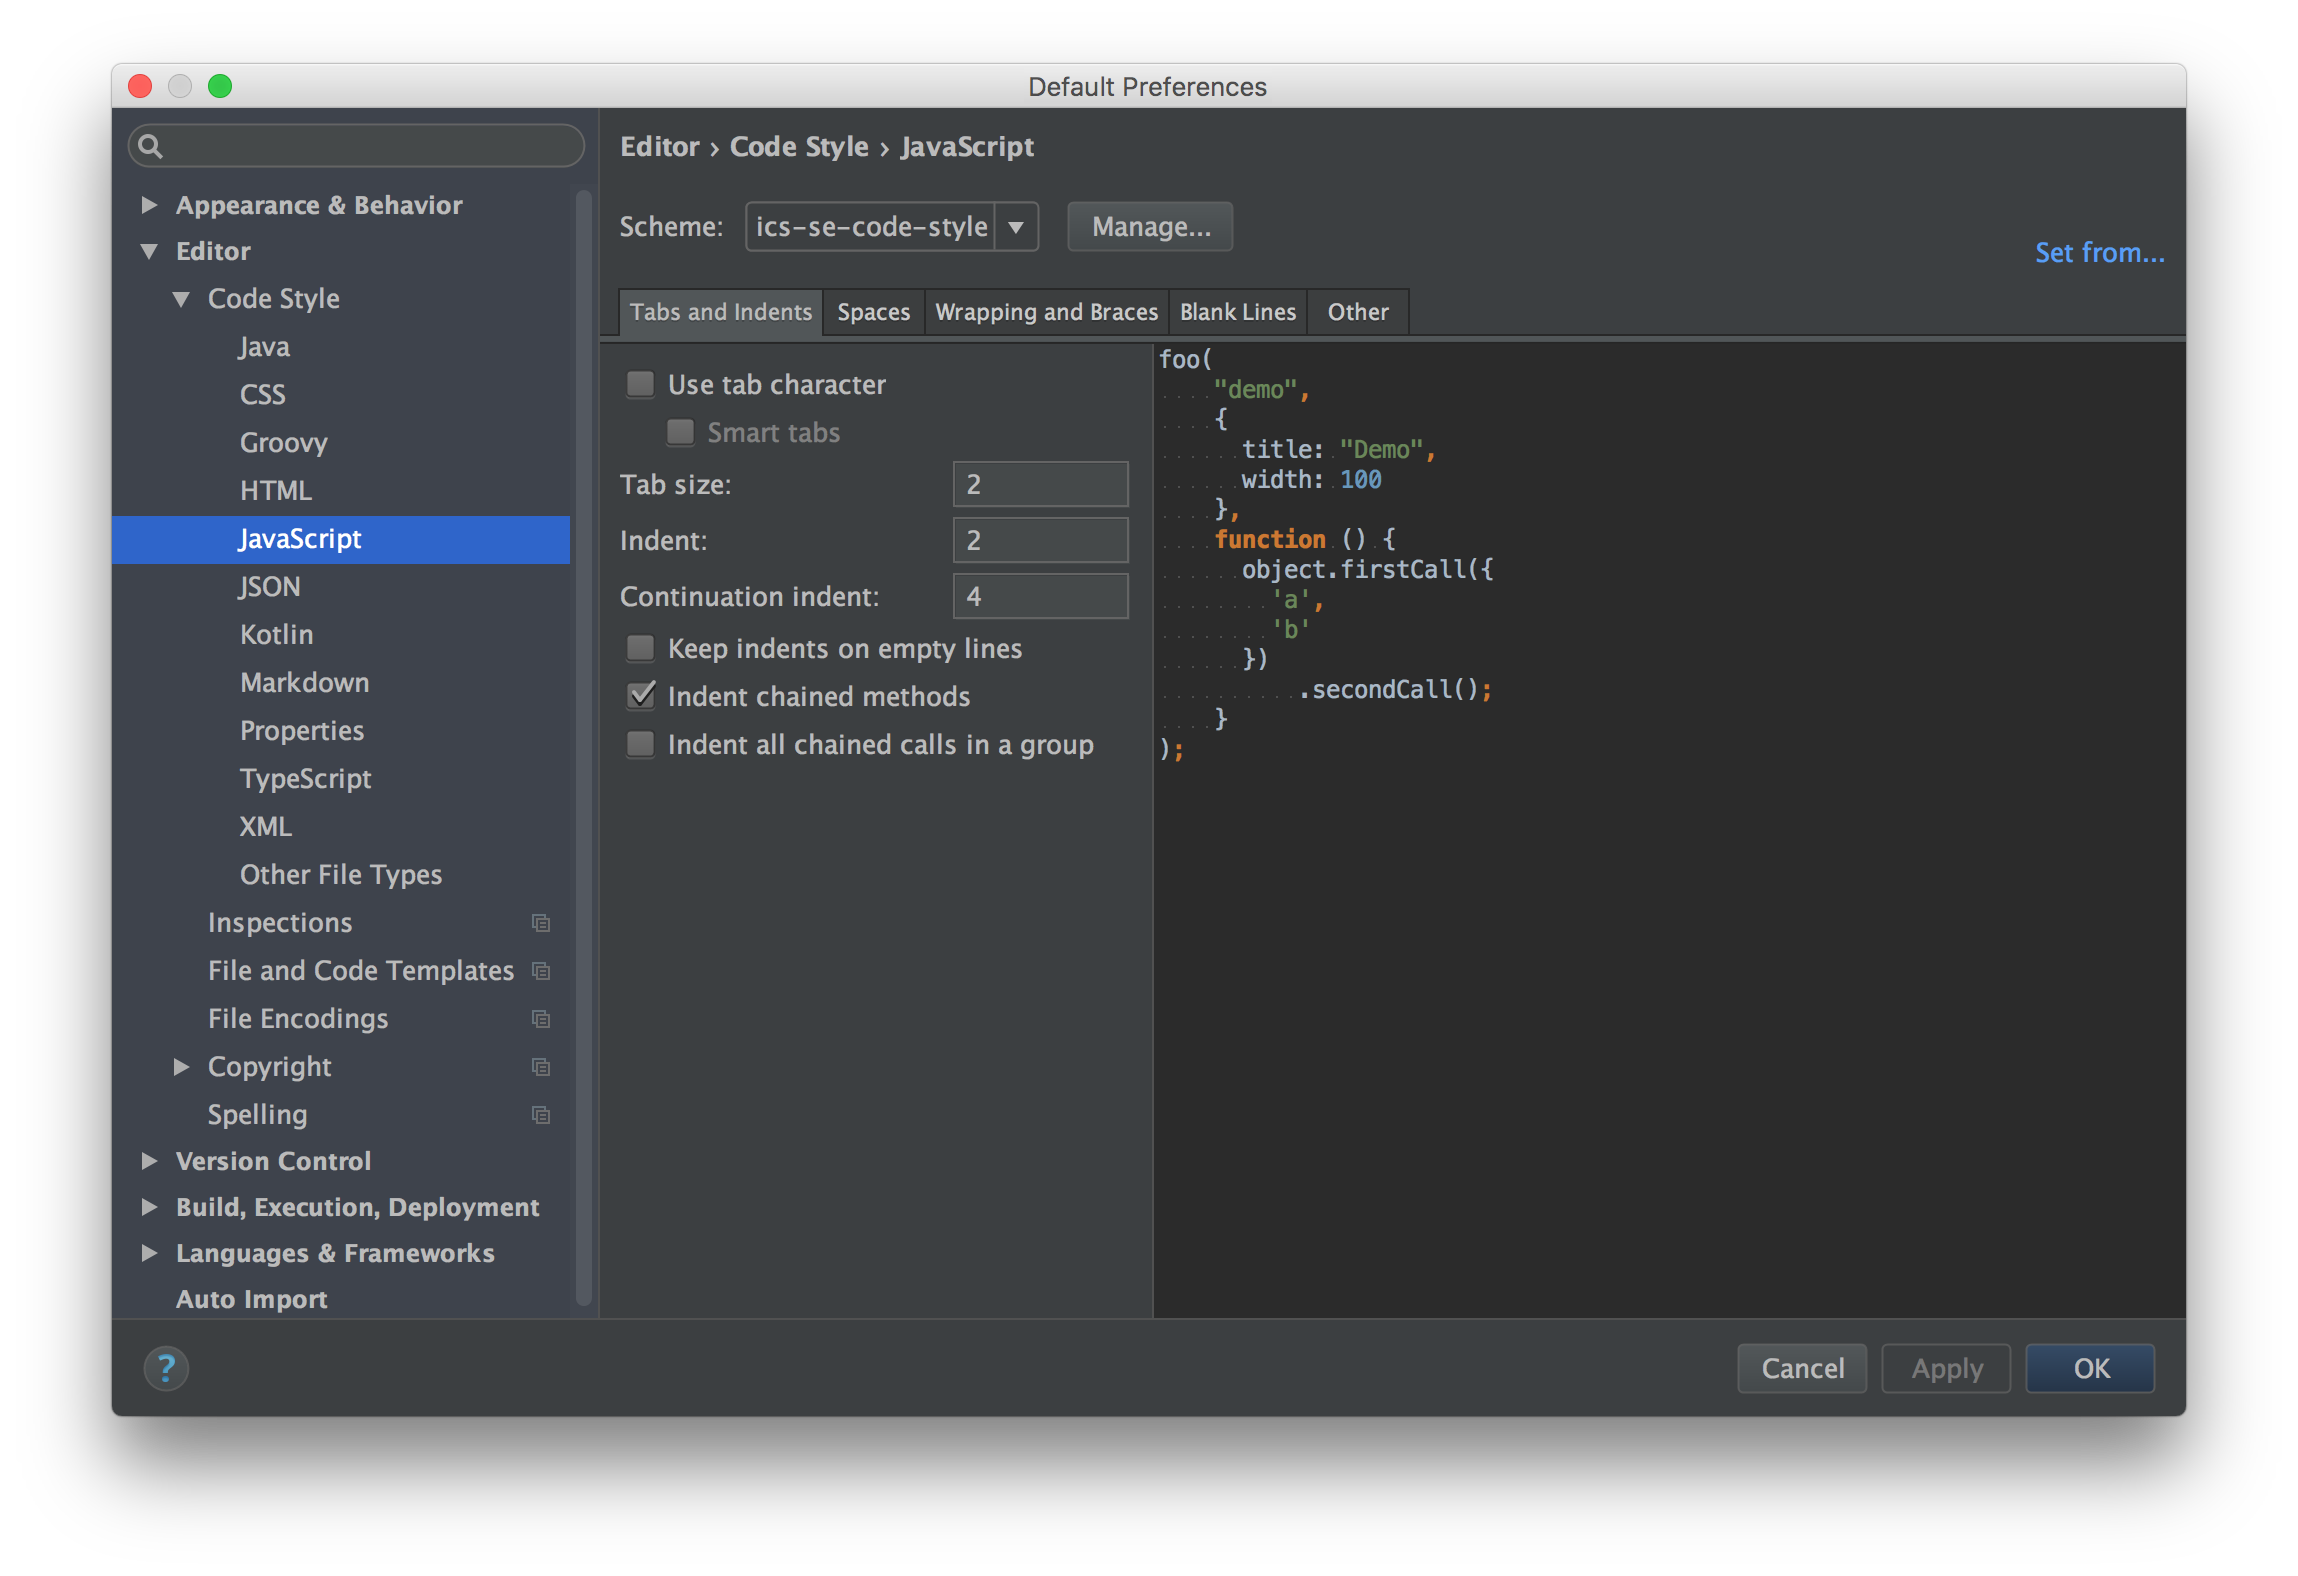 Default Preferences
Appearance & Behavior
Editor
Code Style
Java
CSS
Groovy
HTML
JavaScript
JSON
Kotlin
Markdown
Properties
TypeScript
XML
Other File Types
Inspections
File and Code Templates
File Encodings
Copyright
Spelling
Version Control
Build, Execution, Deployment
Languages & Frameworks
Auto Import
Editor › Code Style › JavaScript
Scheme: ics-se-code-style Manage...
Set from...
Tabs and Indents Spaces Wrapping and Braces Blank Lines Other
Use tab character
Smart tabs
Tab size: 2
Indent: 2
Continuation indent: 4
Keep indents on empty lines
Indent chained methods
Indent all chained calls in a group
foo(
    "demo",
    {
      title: "Demo",
      width: 100
    },
    function () {
      object.firstCall({
        'a',
        'b'
      })
          .secondCall();
    }
);
? Cancel Apply OK